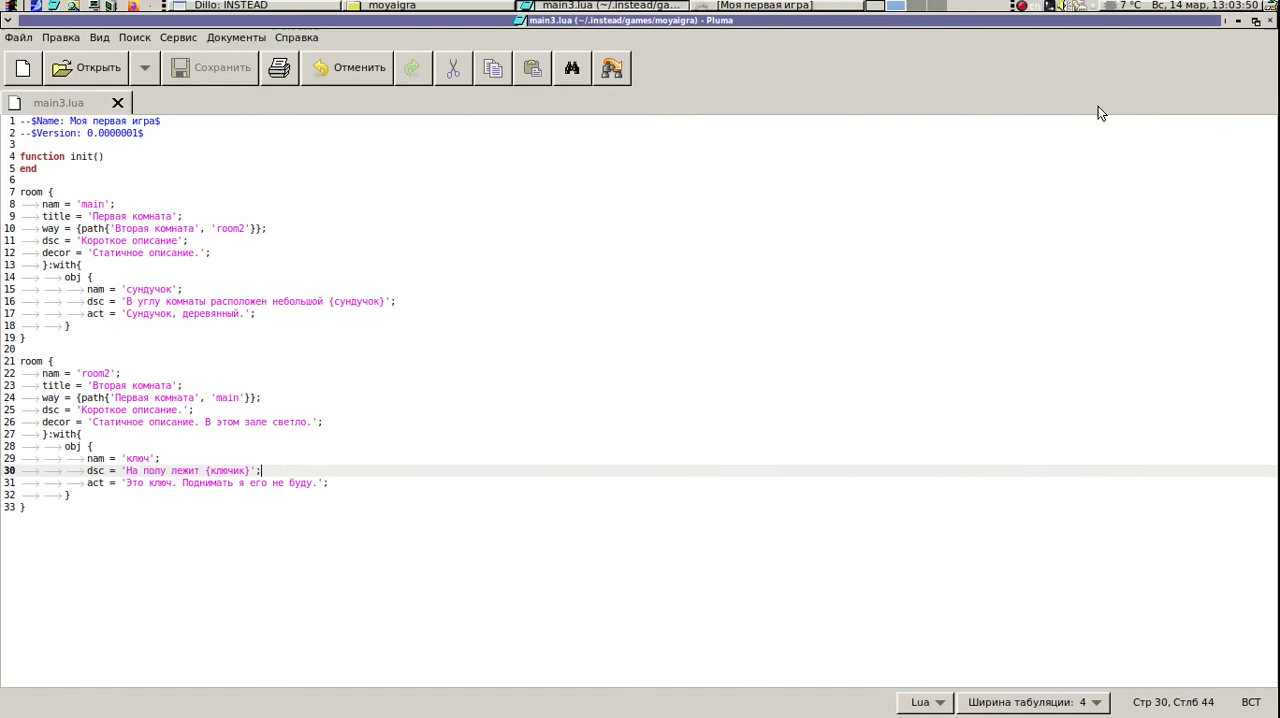 Dillo: INSTEAD moyaigra main3.lua (~/.instead/ga... [Моя первая игра] 7 °C Вс, 14 мар, 13:03:50
main3.lua (~/.instead/games/moyaigra) - Pluma
Файл Правка Вид Поиск Сервис Документы Справка
Открыть Сохранить Отменить
main3.lua
1 --$Name: Моя первая игра$
2 --$Version: 0.0000001$
3
4 function init()
5 end
6
7 room {
8 nam = 'main';
9 title = 'Первая комната';
10 way = {path{'Вторая комната', 'room2'}};
11 dsc = 'Короткое описание';
12 decor = 'Статичное описание.';
13 }:with{
14 obj {
15 nam = 'сундучок';
16 dsc = 'В углу комнаты расположен небольшой {сундучок}';
17 act = 'Сундучок, деревянный.';
18 }
19 }
20
21 room {
22 nam = 'room2';
23 title = 'Вторая комната';
24 way = {path{'Первая комната', 'main'}};
25 dsc = 'Короткое описание.';
26 decor = 'Статичное описание. В этом зале светло.';
27 }:with{
28 obj {
29 nam = 'ключ';
30 dsc = 'На полу лежит {ключик}';
31 act = 'Это ключ. Поднимать я его не буду.';
32 }
33 }
Lua Ширина табуляции: 4 Стр 30, Стлб 44 ВСТ